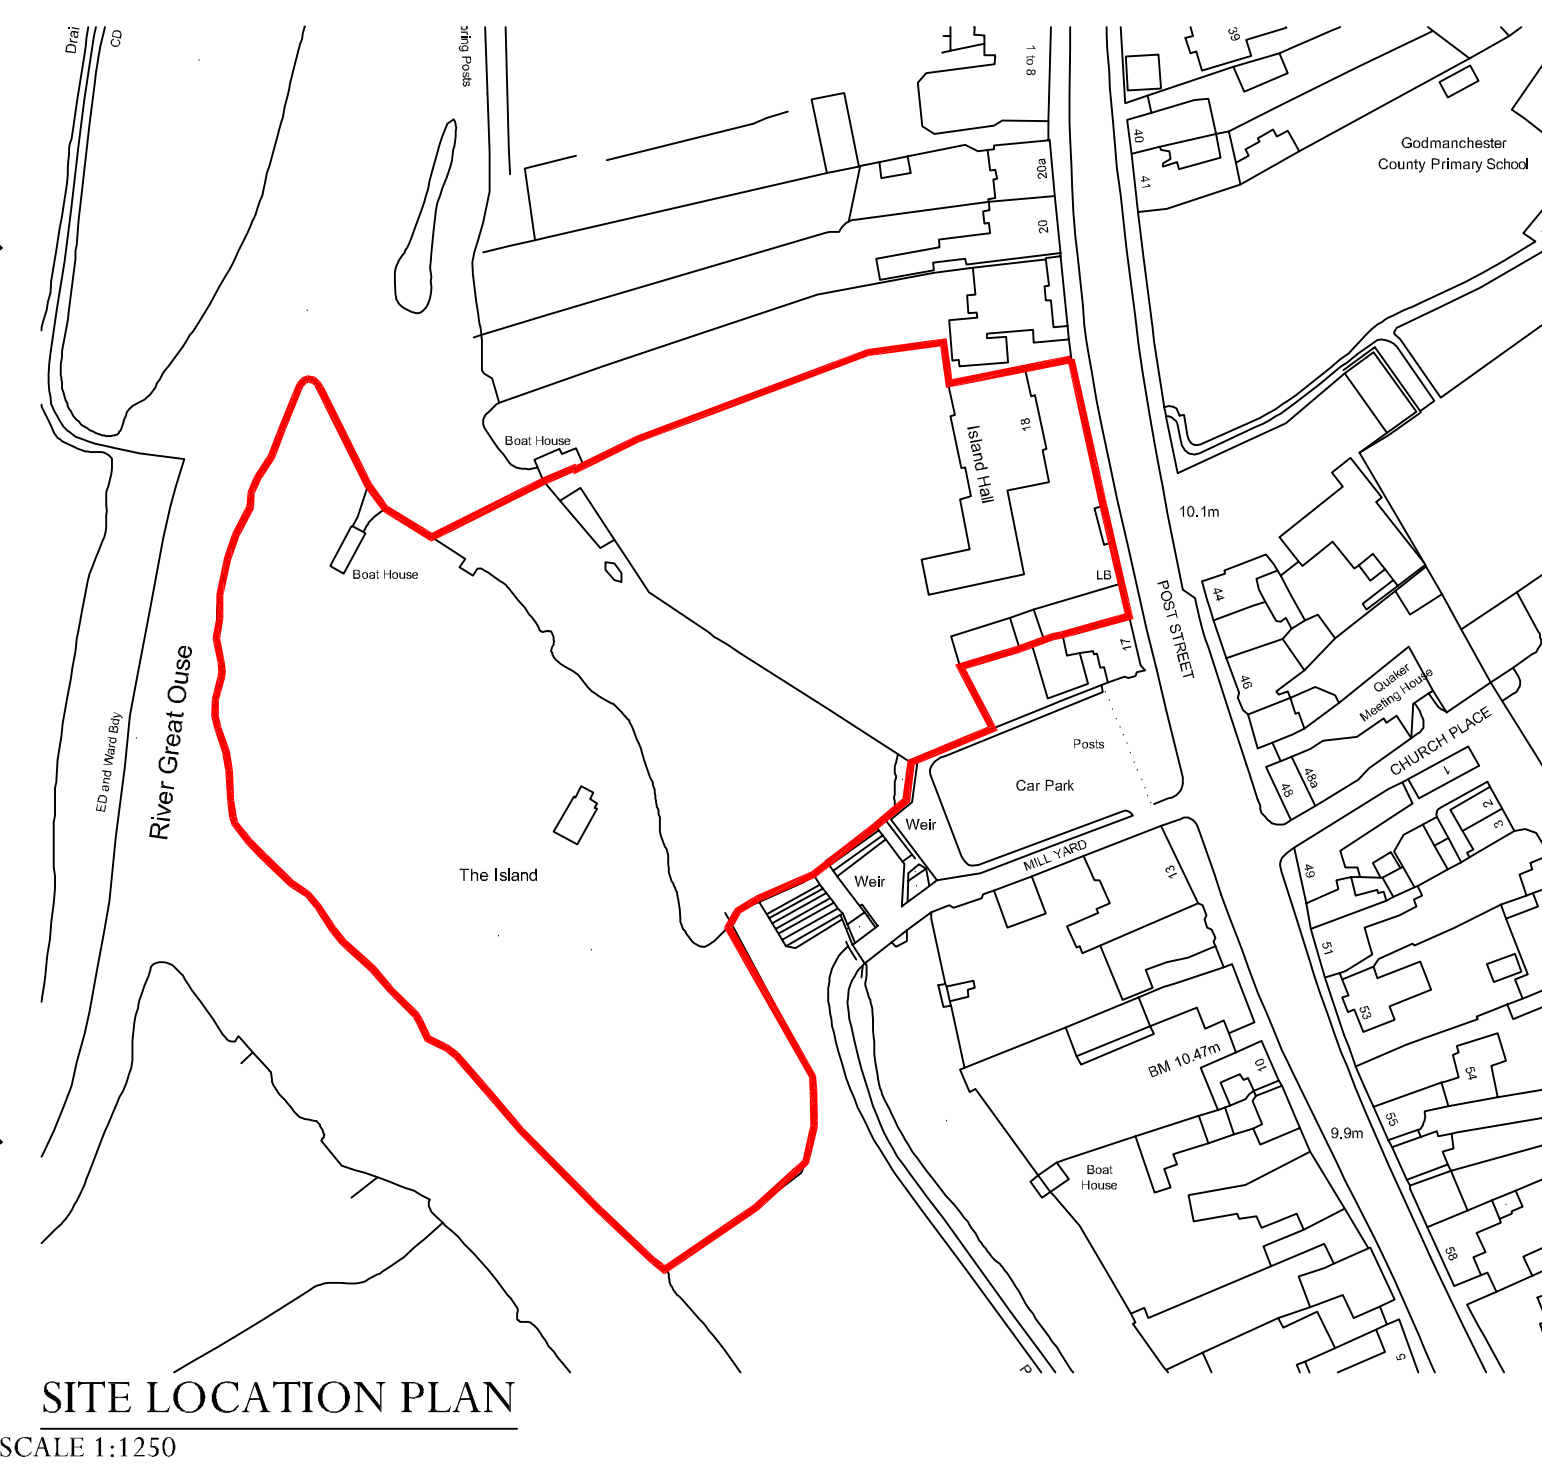 CD
1 to 8
39
40
41
Godmanchester
County Primary School
20a
20
Boat House
Island Hall
18
10.1m
Boat House
LB
POST STREET
44
17
46
Quaker
Meeting House
River Great Ouse
ED and Ward Bdy
Posts
Car Park
CHURCH PLACE
1
48
48a
2
3
Weir
MILL YARD
Weir
13
49
The Island
51
53
BM 10.47m
10
54
55
9.9m
Boat
House
58
5
SITE LOCATION PLAN
SCALE 1:1250